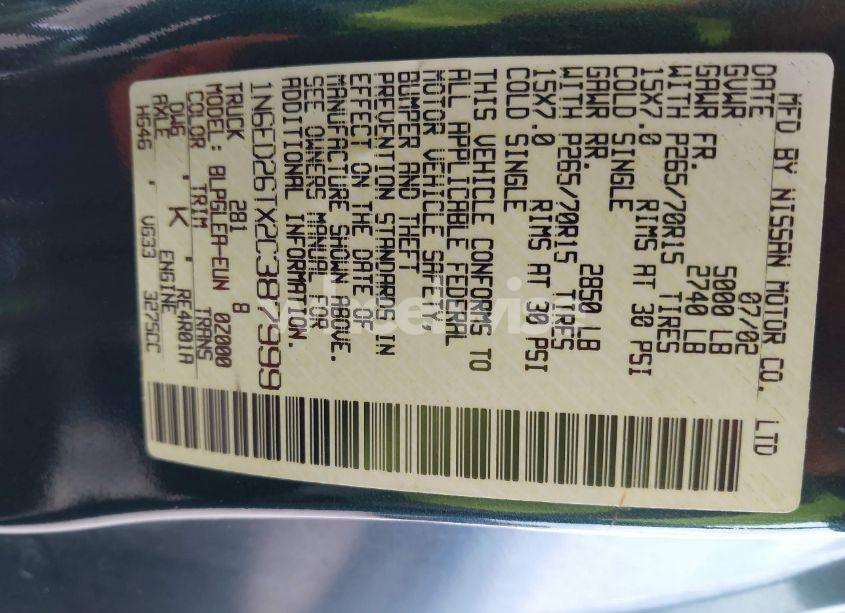 MFD BY NISSAN MOTOR CO. LTD
DATE 07/02
GVWR 5000 LB
GAWR FR. 2740 LB
WITH P265/70R15 TIRES
15X7.0 RIMS AT 30 PSI
COLD SINGLE
GAWR RR. 2850 LB
WITH P265/70R15 TIRES
15X7.0 RIMS AT 30 PSI
COLD SINGLE
THIS VEHICLE CONFORMS TO
ALL APPLICABLE FEDERAL
MOTOR VEHICLE SAFETY,
BUMPER AND THEFT
PREVENTION STANDARDS IN
EFFECT ON THE DATE OF
MANUFACTURE SHOWN ABOVE.
SEE OWNERS MANUAL FOR
ADDITIONAL INFORMATION.
1N6ED26TX2C387999
TRUCK 281 8
MODEL: BLPGLEA-EUN 02000
COLOR TRIM TRANS
DW6 K RE4R01A
AXLE ENGINE
HG46 VG33 3275CC